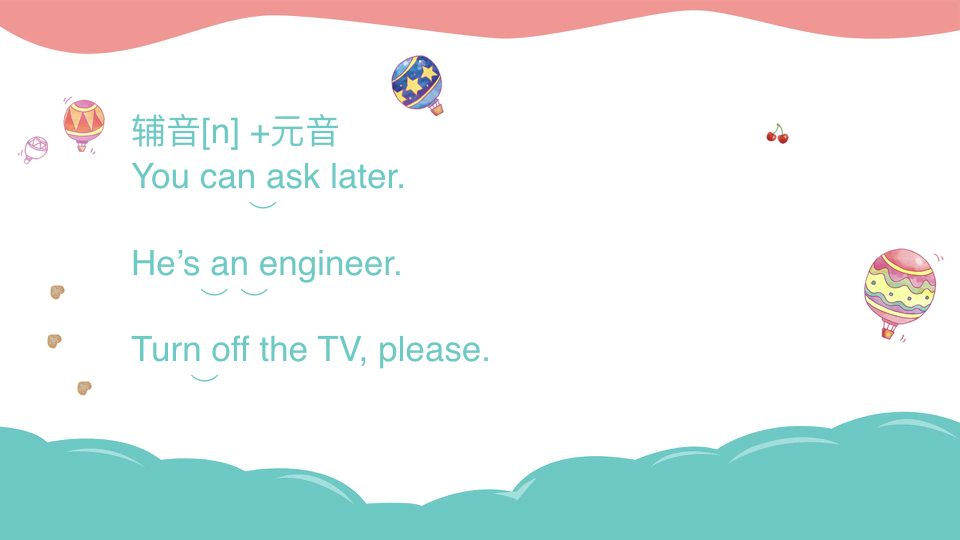 辅音[n] +元音
You can ask later.
He’s an engineer.
Turn off the TV, please.